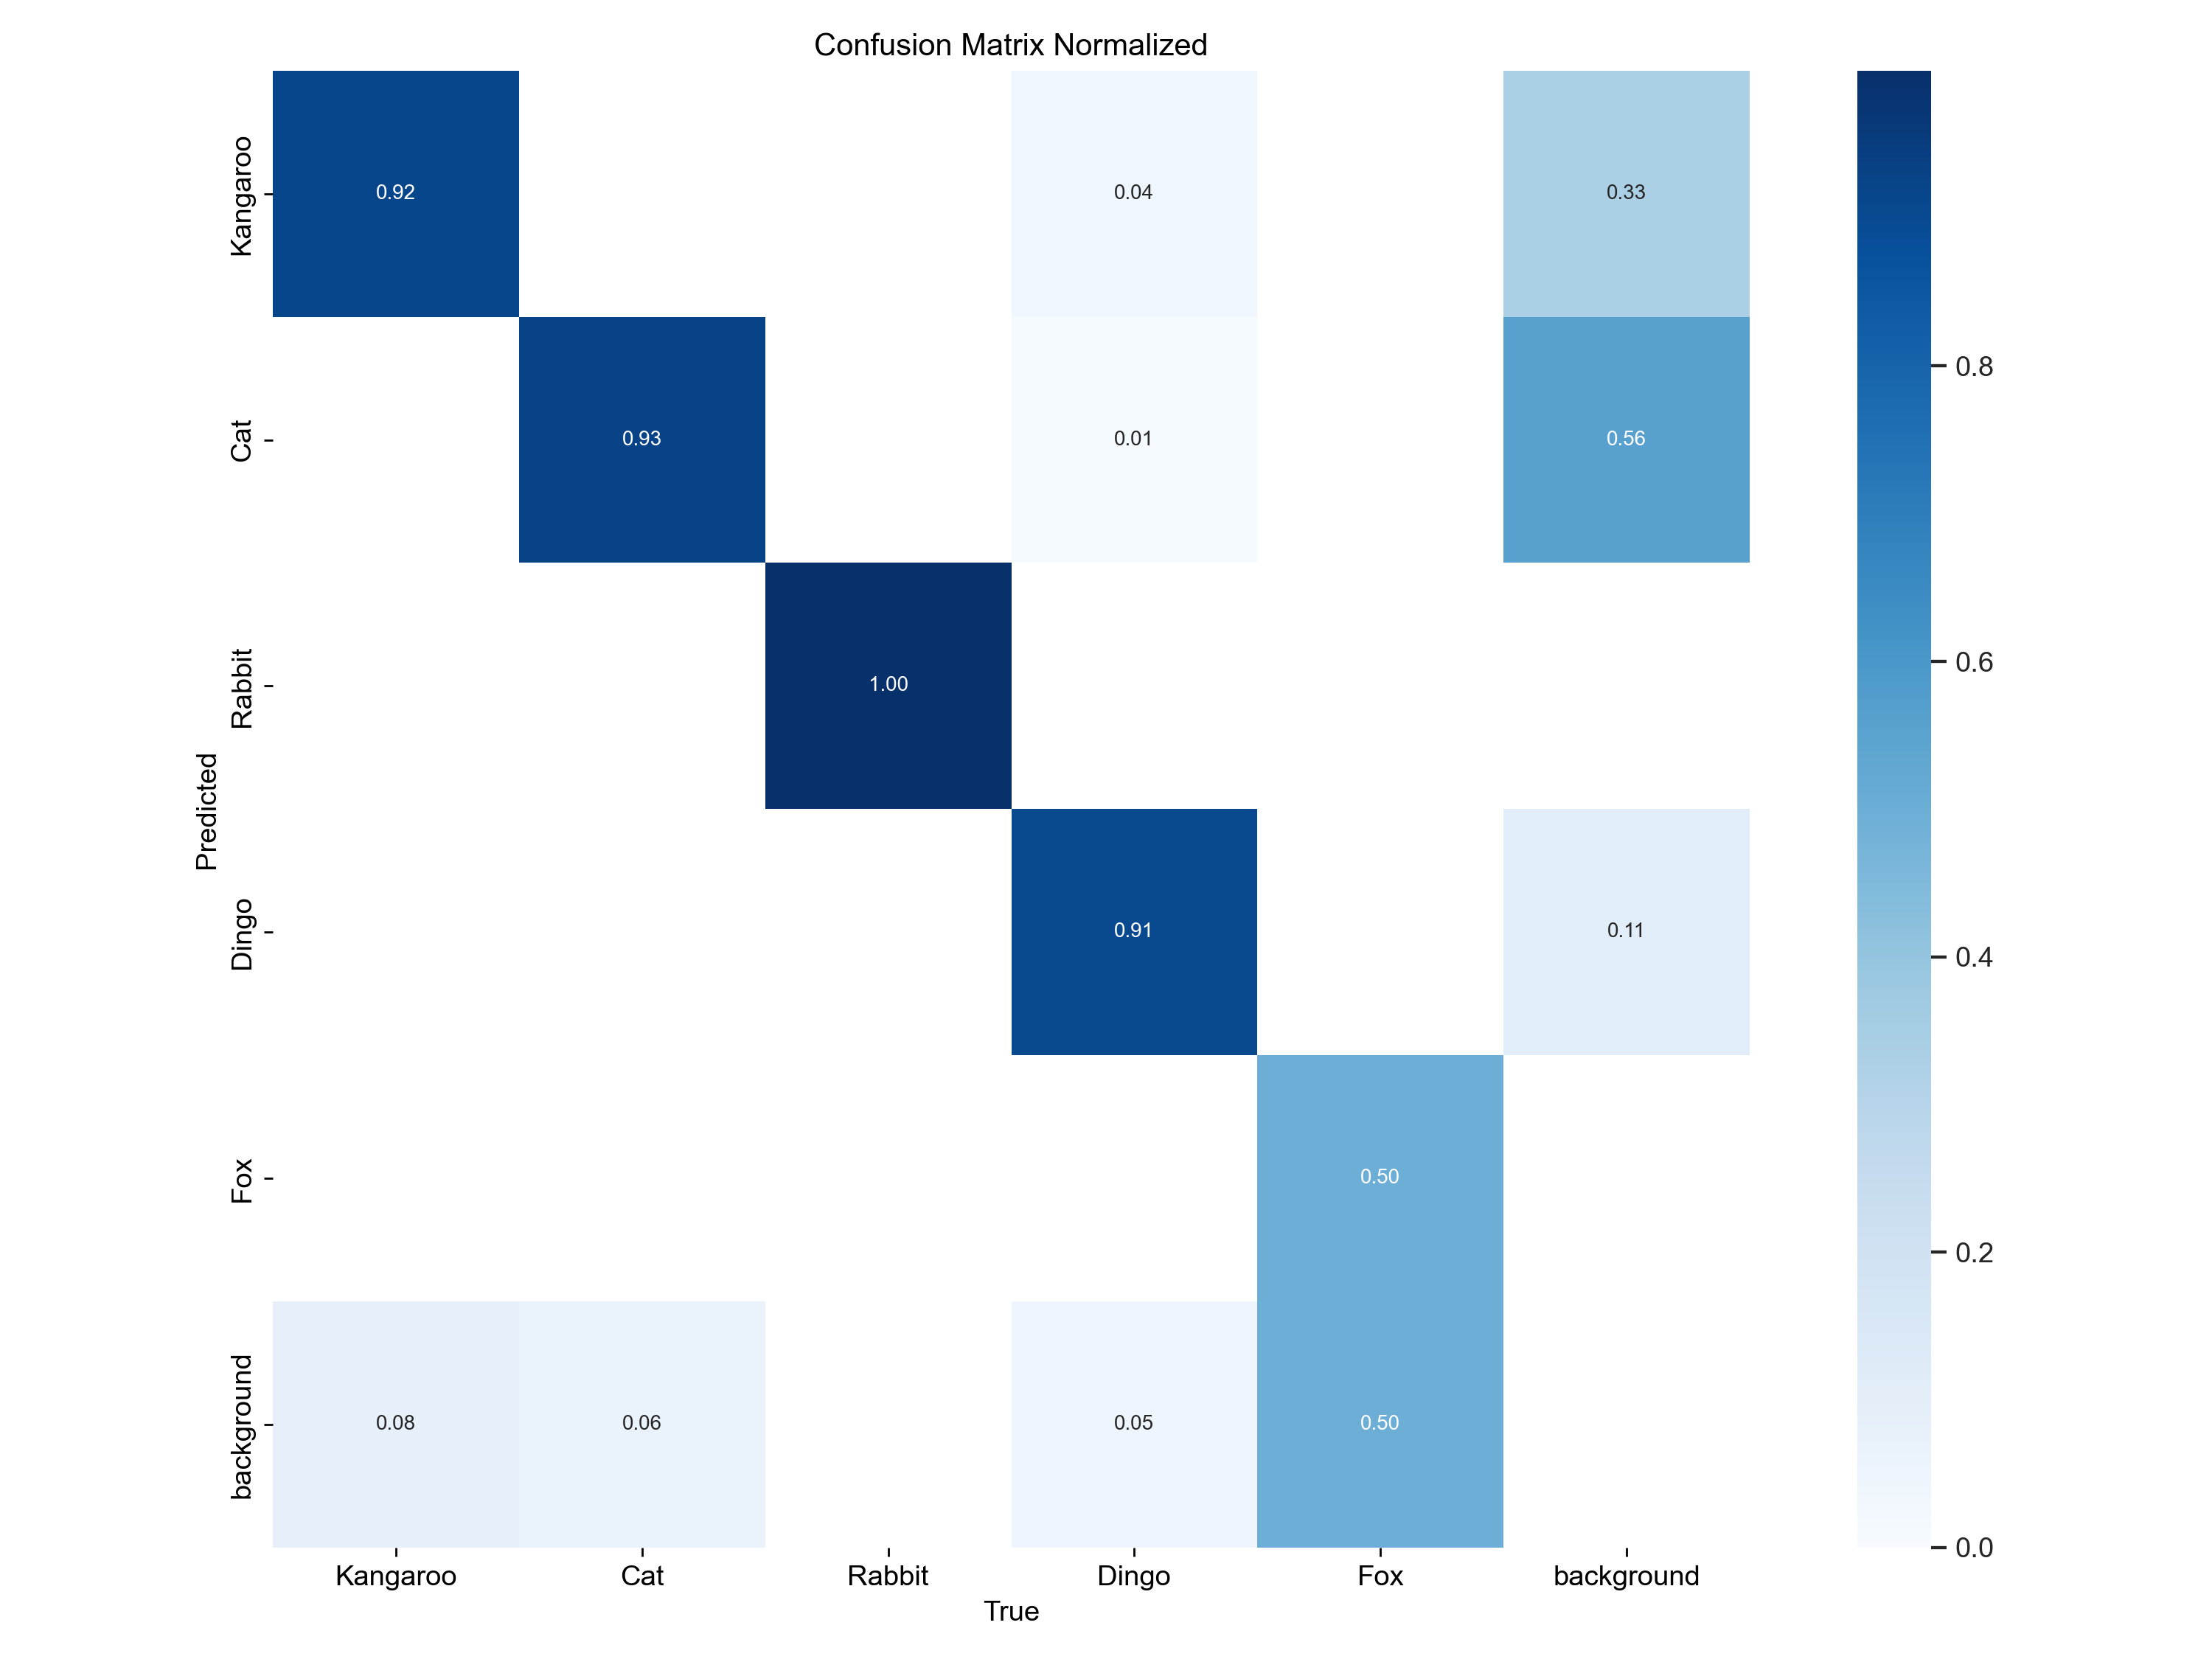 Confusion Matrix Normalized
Kangaroo
0.92
0.04
0.33
Cat
0.93
0.01
0.56
Rabbit
1.00
Dingo
0.91
0.11
Fox
0.50
background
0.08
0.06
0.05
0.50
Predicted
Kangaroo
Cat
Rabbit
Dingo
Fox
background
True
0.8
0.6
0.4
0.2
0.0